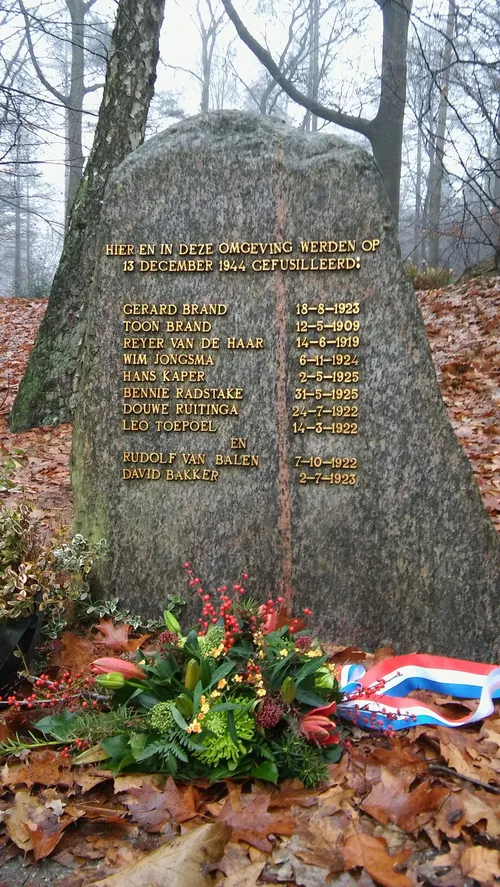 HIER EN IN DEZE OMGEVING WERDEN OP
13 DECEMBER 1944 GEFUSILLEERD:
GERARD BRAND 18-8-1923
TOON BRAND 12-5-1909
REYER VAN DE HAAR 14-6-1919
WIM JONGSMA 6-11-1924
HANS KAPER 2-5-1925
BENNIE RADSTAKE 31-5-1925
DOUWE RUITINGA 24-7-1922
LEO TOEPOEL 14-3-1922
EN
RUDOLF VAN BALEN 7-10-1922
DAVID BAKKER 2-7-1923